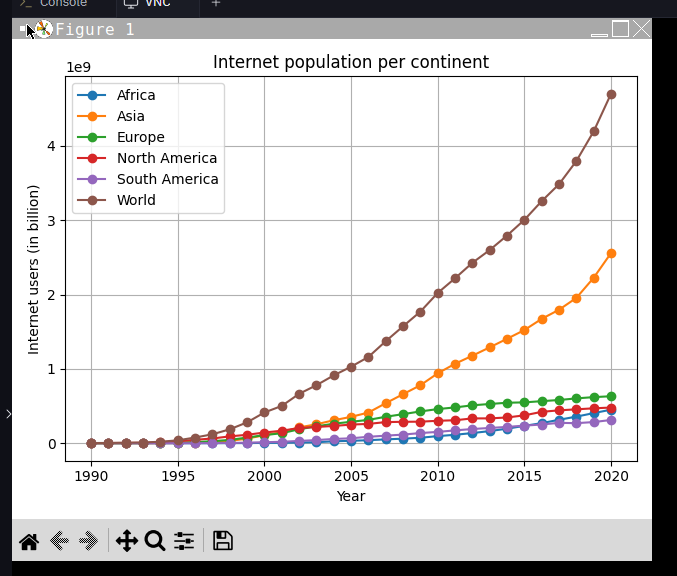 Console
VNC
Figure 1
Internet population per continent
1e9
Africa
Asia
Europe
North America
South America
World
4
3
2
1
0
Internet users (in billion)
1990 1995 2000 2005 2010 2015 2020
Year